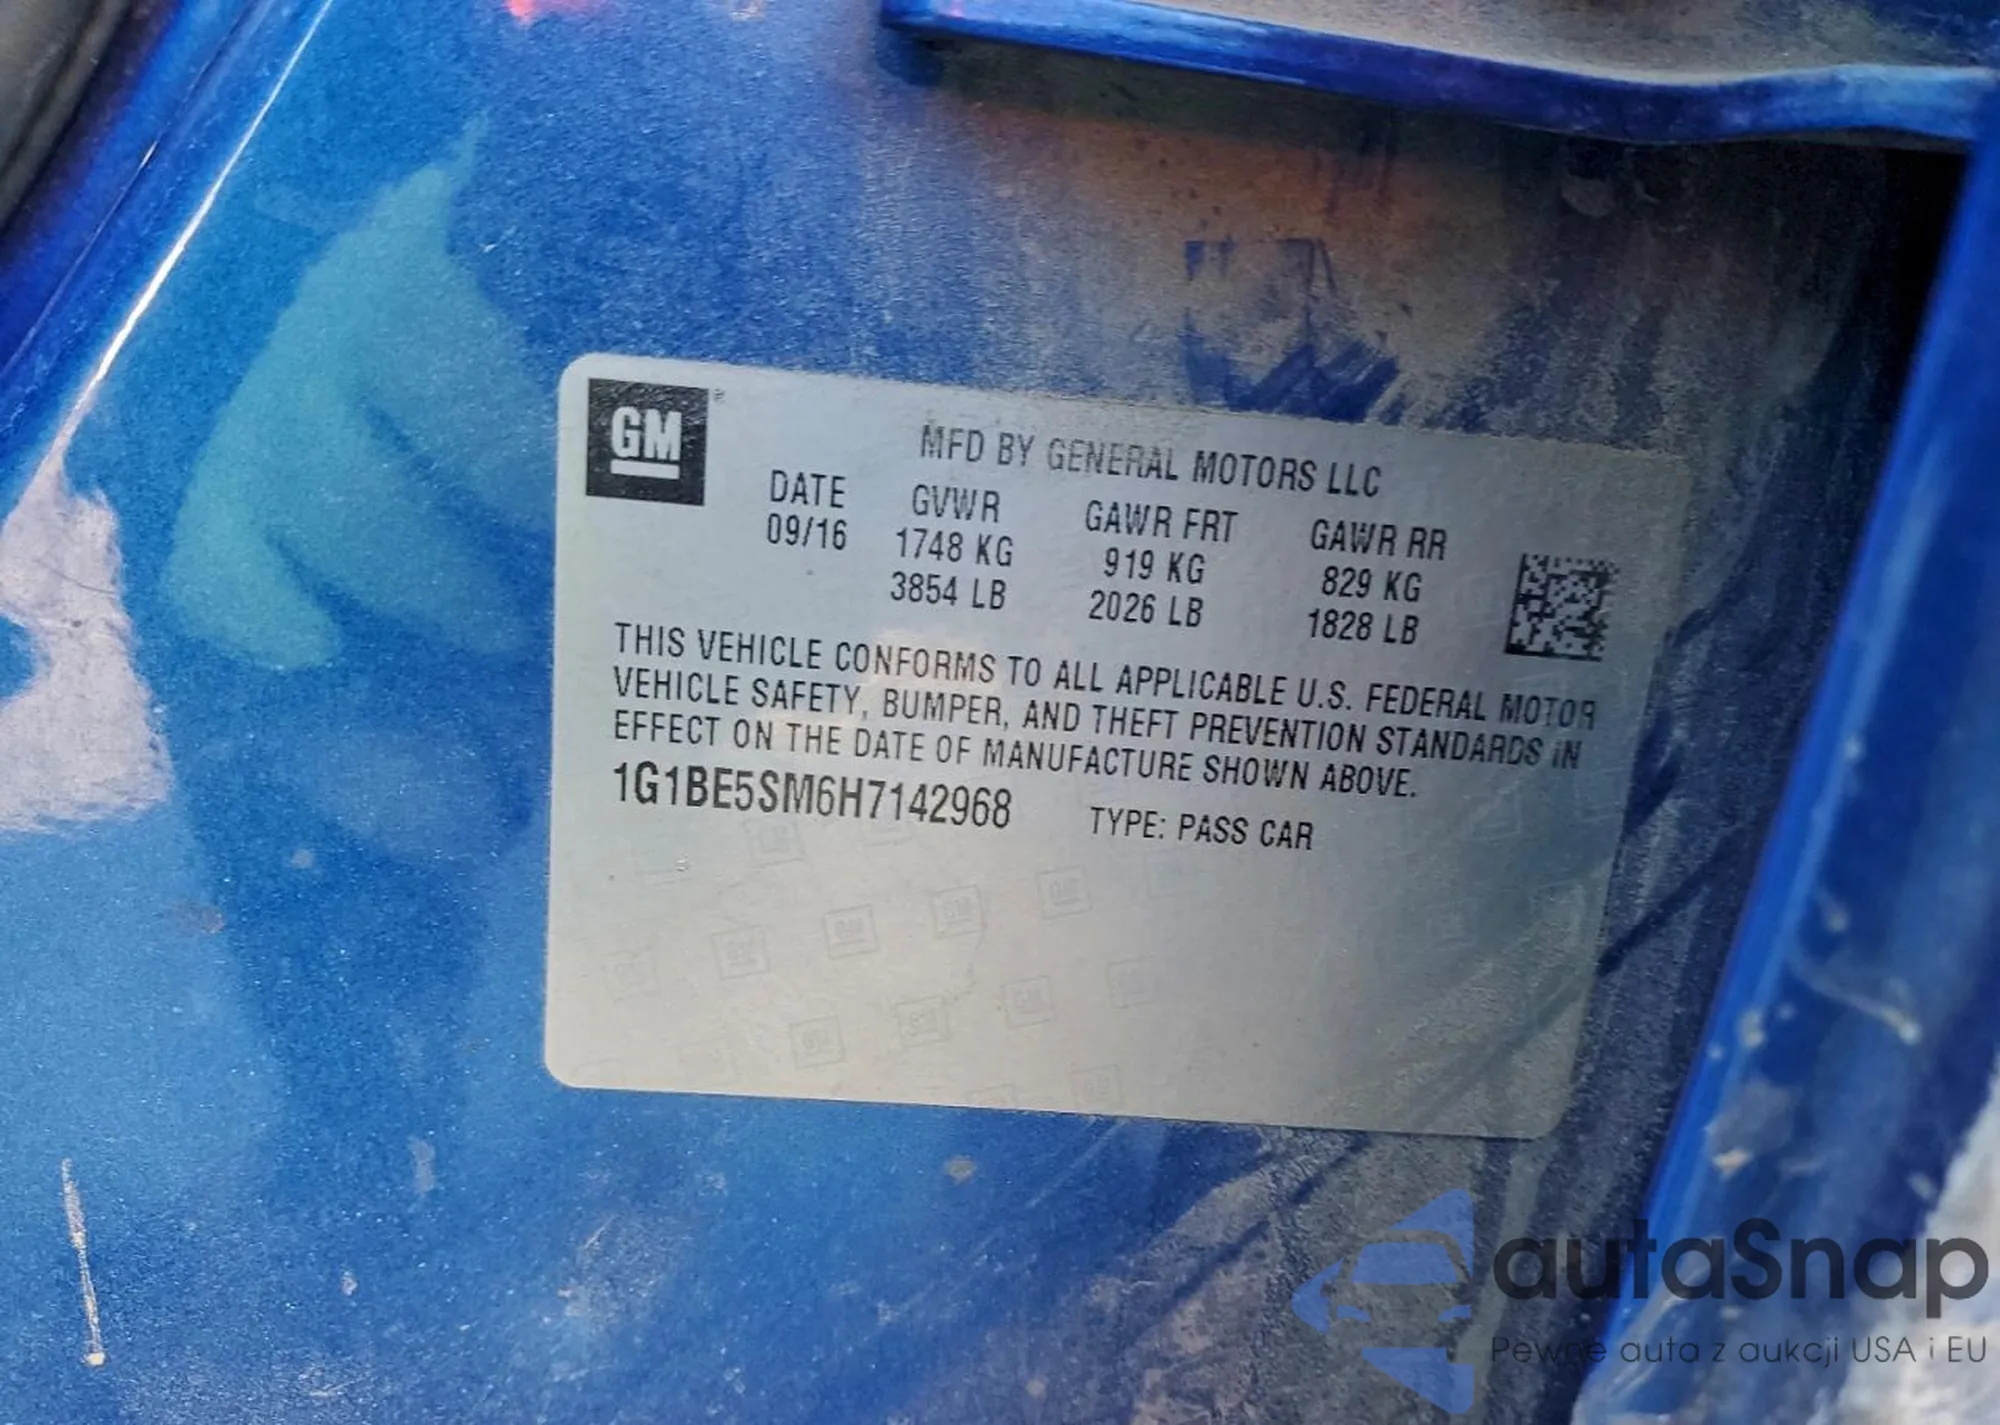 GM
MFD BY GENERAL MOTORS LLC
DATE GVWR GAWR FRT GAWR RR
09/16 1748 KG 919 KG 829 KG
3854 LB 2026 LB 1828 LB
THIS VEHICLE CONFORMS TO ALL APPLICABLE U.S. FEDERAL MOTOR
VEHICLE SAFETY, BUMPER, AND THEFT PREVENTION STANDARDS IN
EFFECT ON THE DATE OF MANUFACTURE SHOWN ABOVE.
1G1BE5SM6H7142968 TYPE: PASS CAR
autaSnap
Pewne auta z aukcji USA i EU